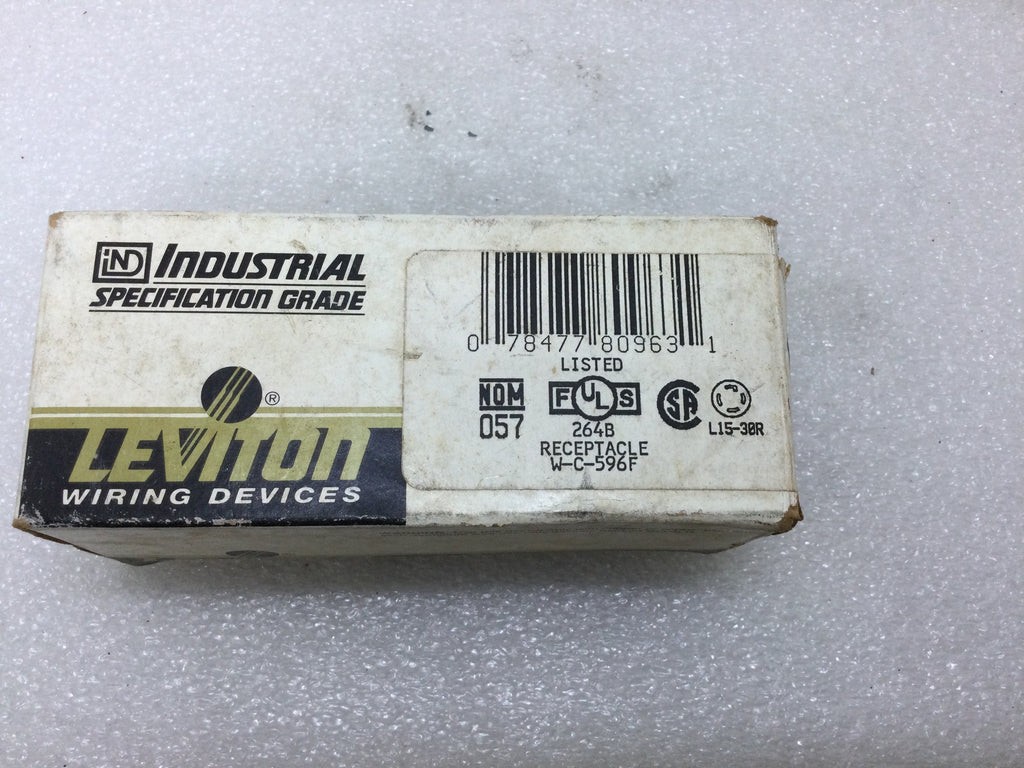 IND INDUSTRIAL
SPECIFICATION GRADE
®
LEVITON
WIRING DEVICES
0 78477 80963 1
LISTED
NOM
057
F UL S
264B
RECEPTACLE
W-C-596F
SA
L15-30R